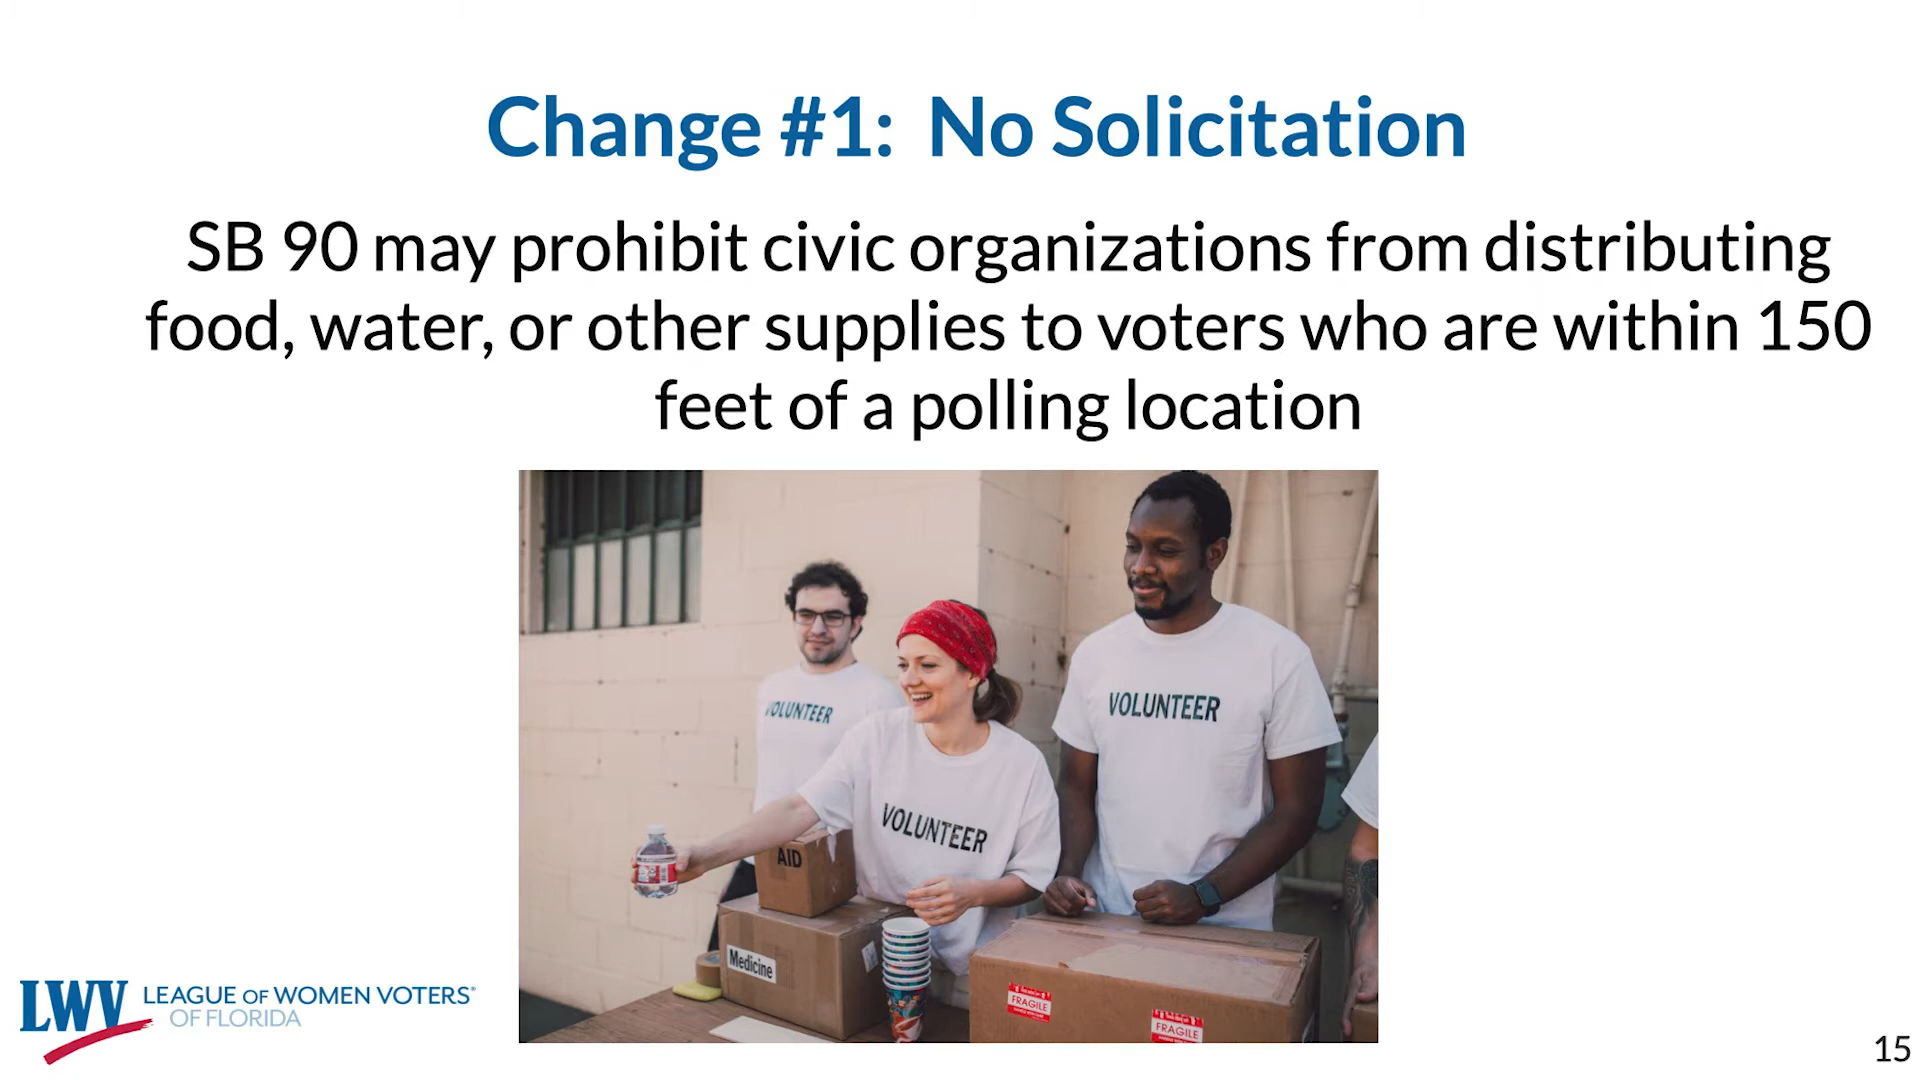 Change #1: No Solicitation
SB 90 may prohibit civic organizations from distributing
food, water, or other supplies to voters who are within 150
feet of a polling location
VOLUNTEER
VOLUNTEER
VOLUNTEER
AID
Medicine
FRAGILE
FRAGILE
LWV LEAGUE OF WOMEN VOTERS®
OF FLORIDA
15